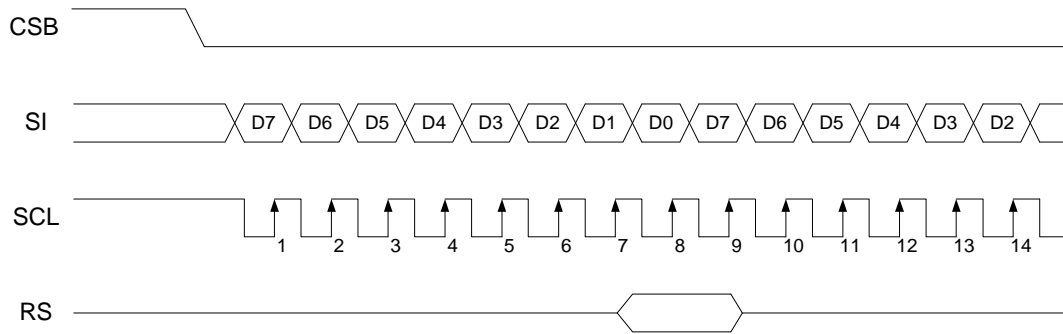 CSB
SI D7 D6 D5 D4 D3 D2 D1 D0 D7 D6 D5 D4 D3 D2
SCL
1 2 3 4 5 6 7 8 9 10 11 12 13 14
RS